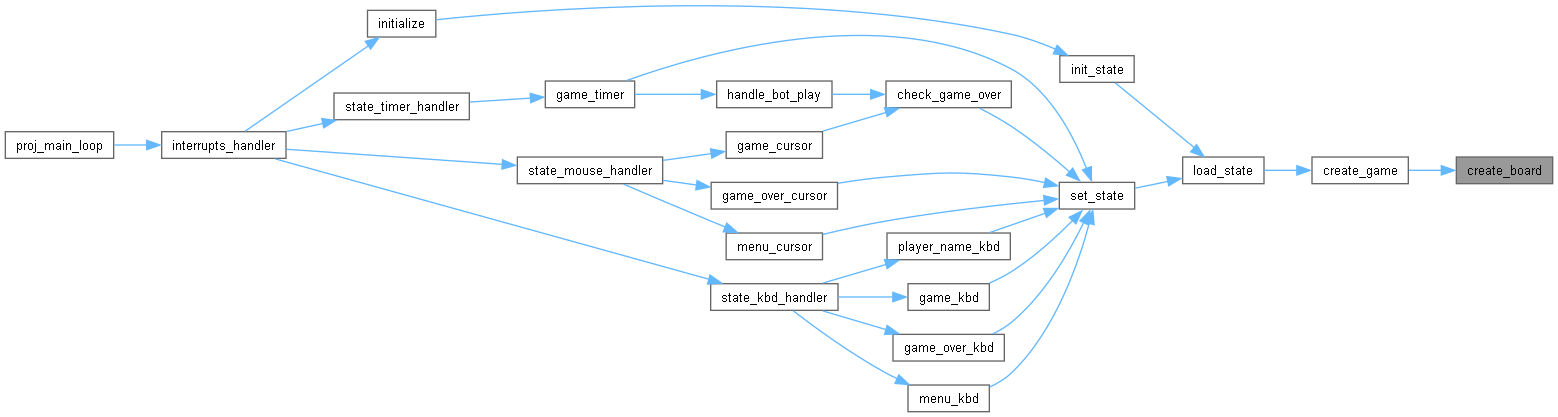 initialize
init_state
game_timer
handle_bot_play
check_game_over
state_timer_handler
proj_main_loop
interrupts_handler
game_cursor
state_mouse_handler
load_state
create_game
create_board
game_over_cursor
set_state
menu_cursor
player_name_kbd
state_kbd_handler
game_kbd
game_over_kbd
menu_kbd